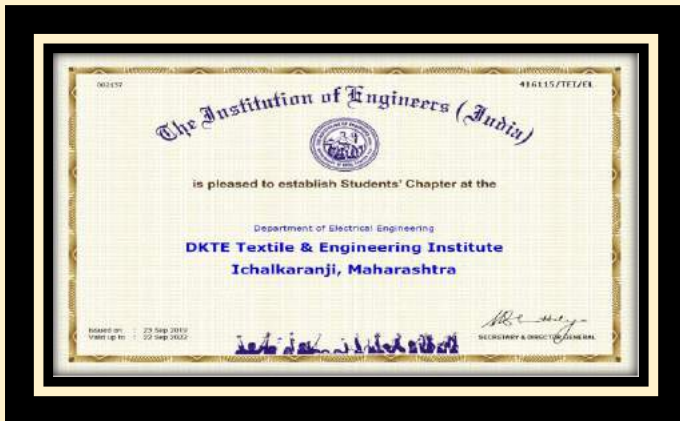 002137
416115/TEI/EL
The Institution of Engineers (India)
is pleased to establish Students' Chapter at the
Department of Electrical Engineering
DKTE Textile & Engineering Institute
Ichalkaranji, Maharashtra
Issued on : 23 Sep 2019
Valid up to : 22 Sep 2022
SECRETARY & DIRECTOR GENERAL